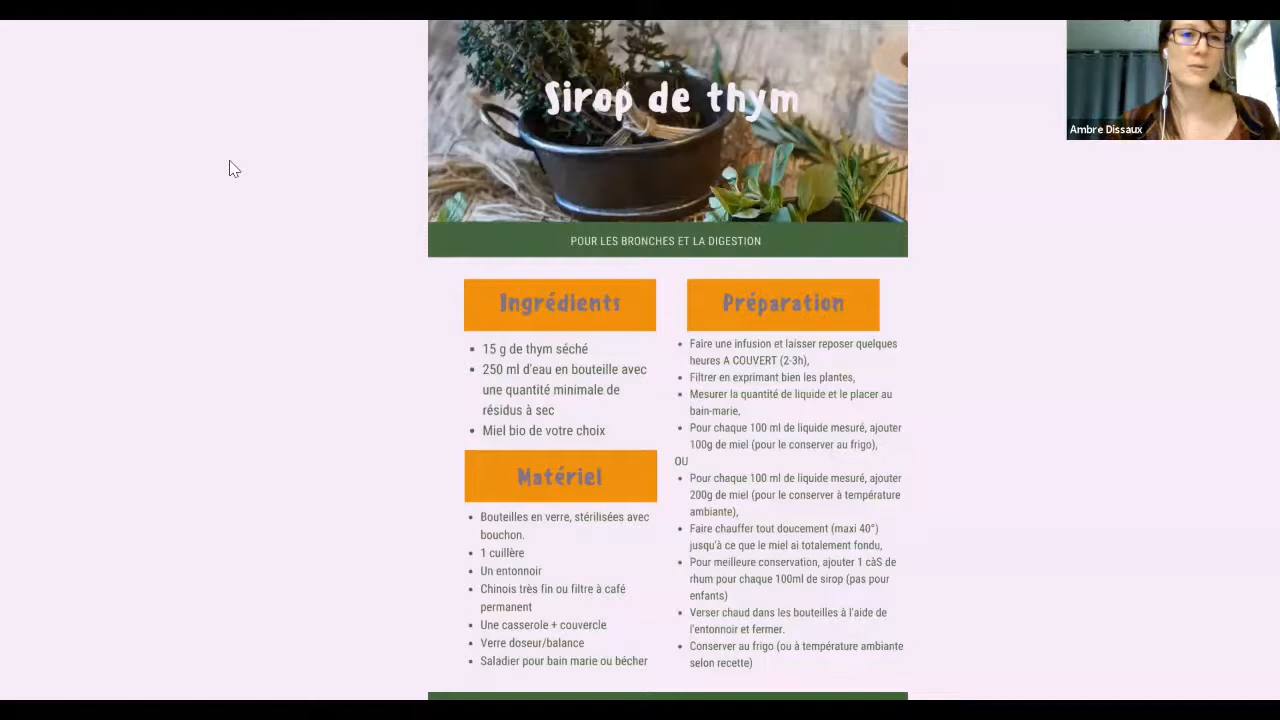 Sirop de thym
Ambre Dissaux
POUR LES BRONCHES ET LA DIGESTION
Ingrédients
15 g de thym séché
250 ml d'eau en bouteille avec
une quantité minimale de
résidus à sec
Miel bio de votre choix
Matériel
Bouteilles en verre, stérilisées avec
bouchon.
1 cuillère
Un entonnoir
Chinois très fin ou filtre à café
permanent
Une casserole + couvercle
Verre doseur/balance
Saladier pour bain marie ou bécher
Préparation
Faire une infusion et laisser reposer quelques
heures A COUVERT (2-3h),
Filtrer en exprimant bien les plantes,
Mesurer la quantité de liquide et le placer au
bain-marie,
Pour chaque 100 ml de liquide mesuré, ajouter
100g de miel (pour le conserver au frigo),
OU
Pour chaque 100 ml de liquide mesuré, ajouter
200g de miel (pour le conserver à température
ambiante),
Faire chauffer tout doucement (maxi 40°)
jusqu'à ce que le miel ai totalement fondu,
Pour meilleure conservation, ajouter 1 càS de
rhum pour chaque 100ml de sirop (pas pour
enfants)
Verser chaud dans les bouteilles à l'aide de
l'entonnoir et fermer.
Conserver au frigo (ou à température ambiante
selon recette)